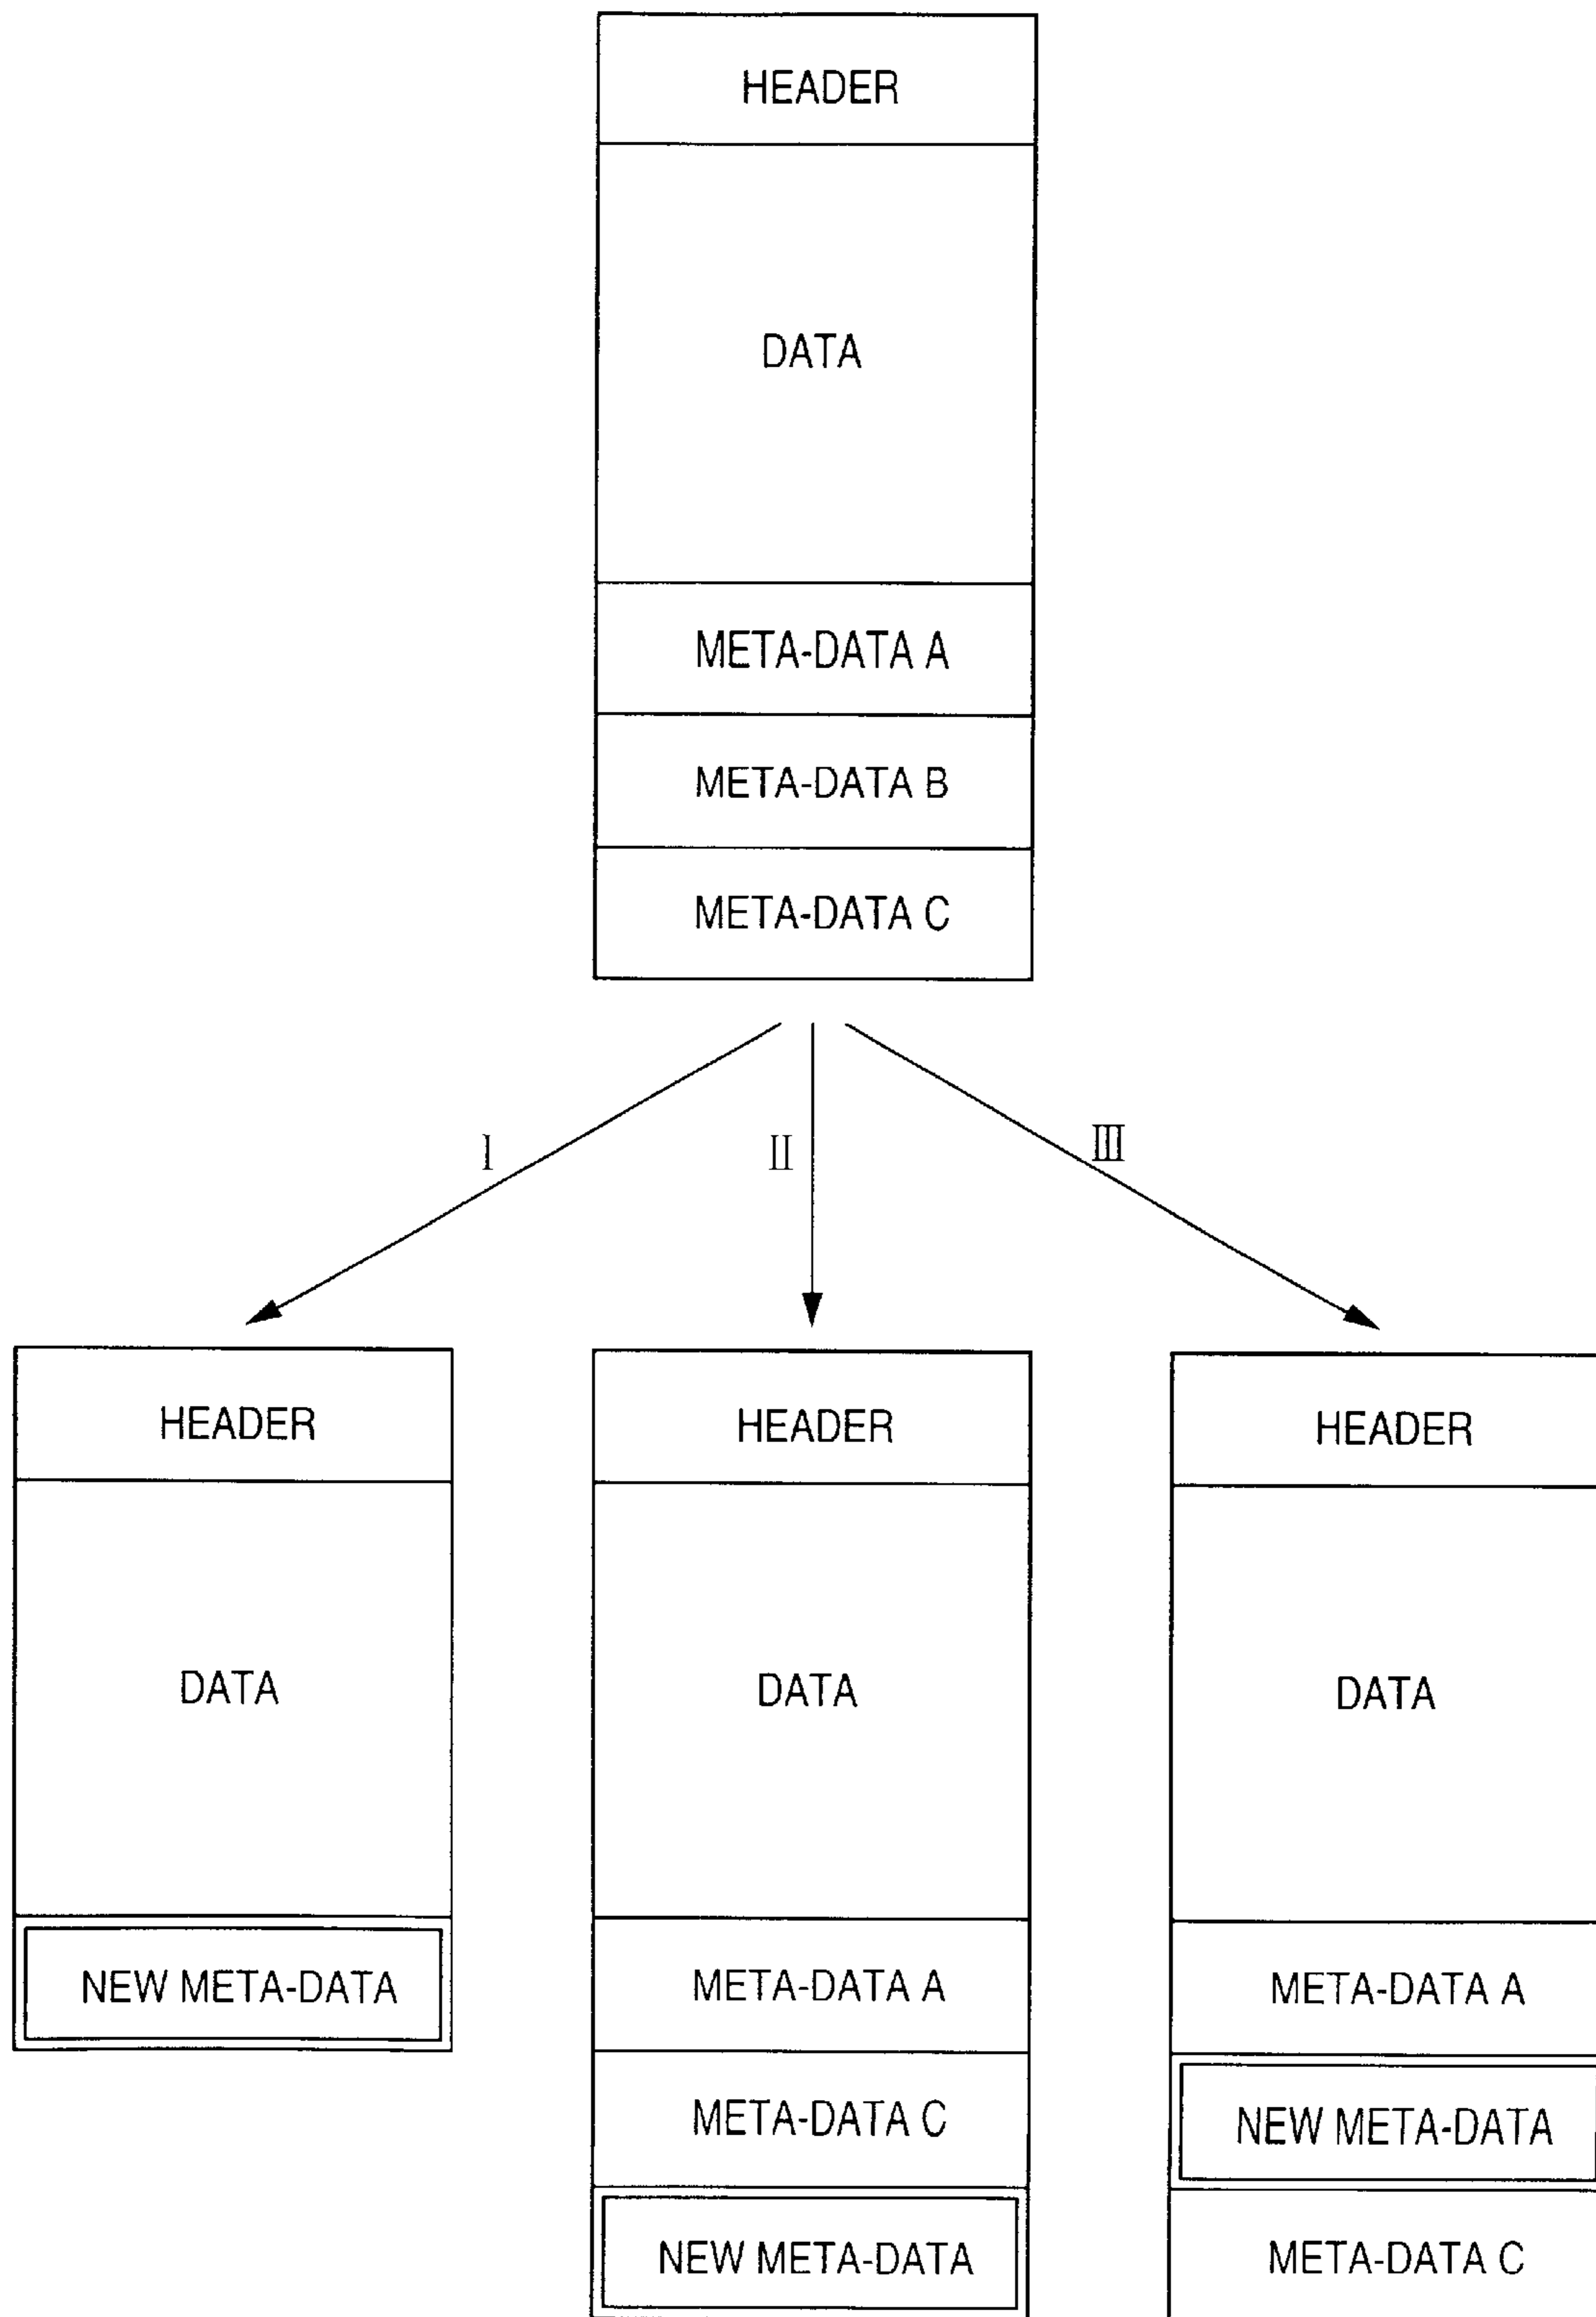 HEADER
DATA
META-DATA A
META-DATA B
META-DATA C
I
II
III
HEADER
DATA
NEW META-DATA
HEADER
DATA
META-DATA A
META-DATA C
NEW META-DATA
HEADER
DATA
META-DATA A
NEW META-DATA
META-DATA C